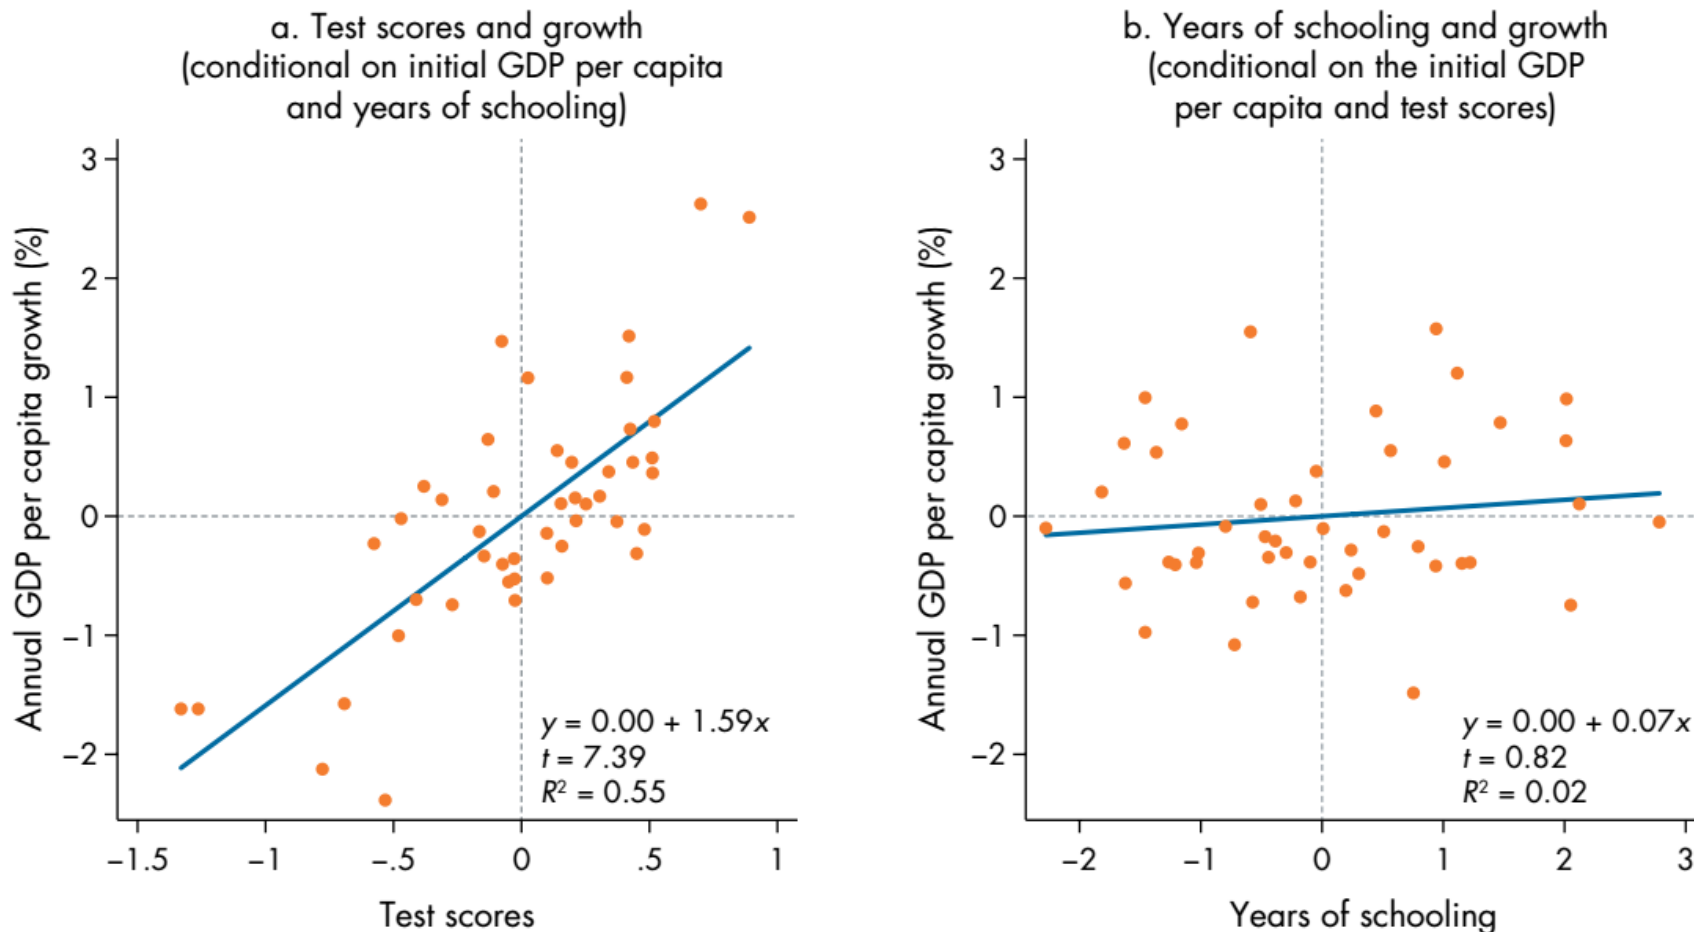 a. Test scores and growth
(conditional on initial GDP per capita
and years of schooling)
Annual GDP per capita growth (%)
3
2
1
0
−1
−2
y = 0.00 + 1.59x
t = 7.39
R² = 0.55
−1.5 −1 −.5 0 .5 1
Test scores
b. Years of schooling and growth
(conditional on the initial GDP
per capita and test scores)
Annual GDP per capita growth (%)
3
2
1
0
−1
−2
y = 0.00 + 0.07x
t = 0.82
R² = 0.02
−2 −1 0 1 2 3
Years of schooling